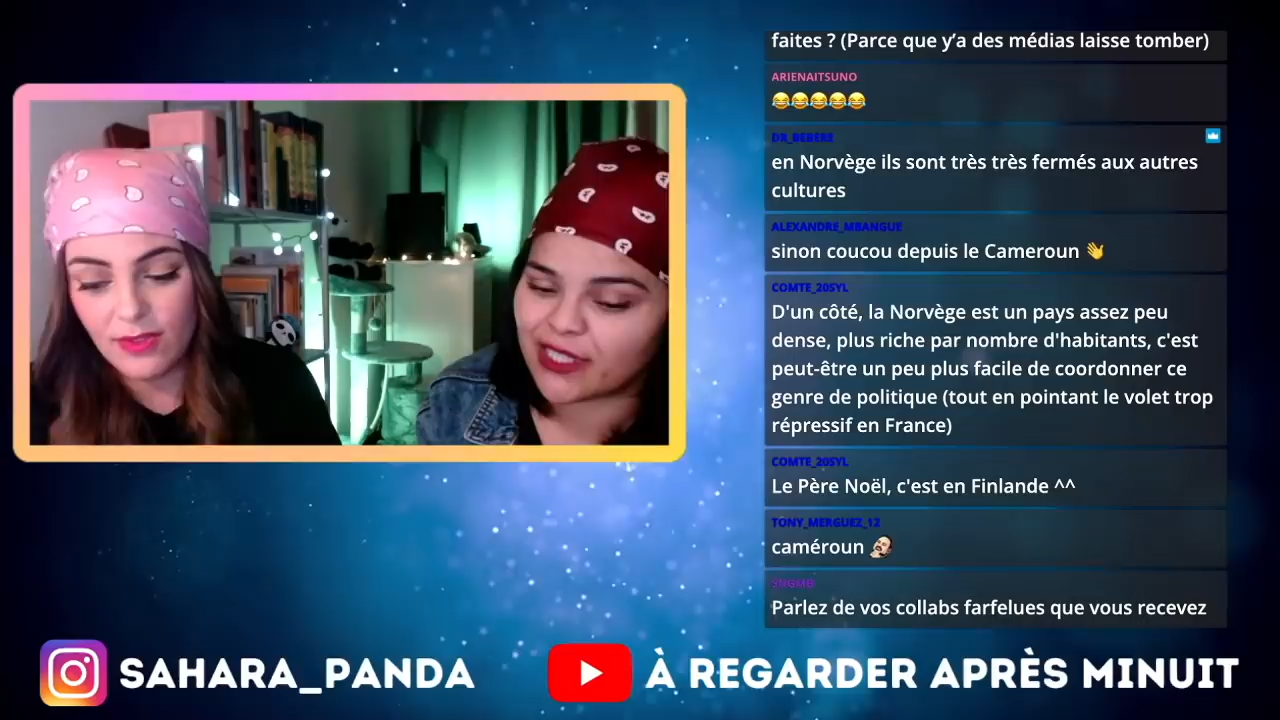 faites ? (Parce que y’a des médias laisse tomber)
ARIENAITSUNO
😂😂😂😂😂
DR_BEBERE
en Norvège ils sont très très fermés aux autres
cultures
ALEXANDRE_MBANGUE
sinon coucou depuis le Cameroun 👋
COMTE_20SYL
D'un côté, la Norvège est un pays assez peu
dense, plus riche par nombre d'habitants, c'est
peut-être un peu plus facile de coordonner ce
genre de politique (tout en pointant le volet trop
répressif en France)
COMTE_20SYL
Le Père Noël, c'est en Finlande ^^
TONY_MERGUEZ_12
caméroun
SNGMB
Parlez de vos collabs farfelues que vous recevez
SAHARA_PANDA
À REGARDER APRÈS MINUIT